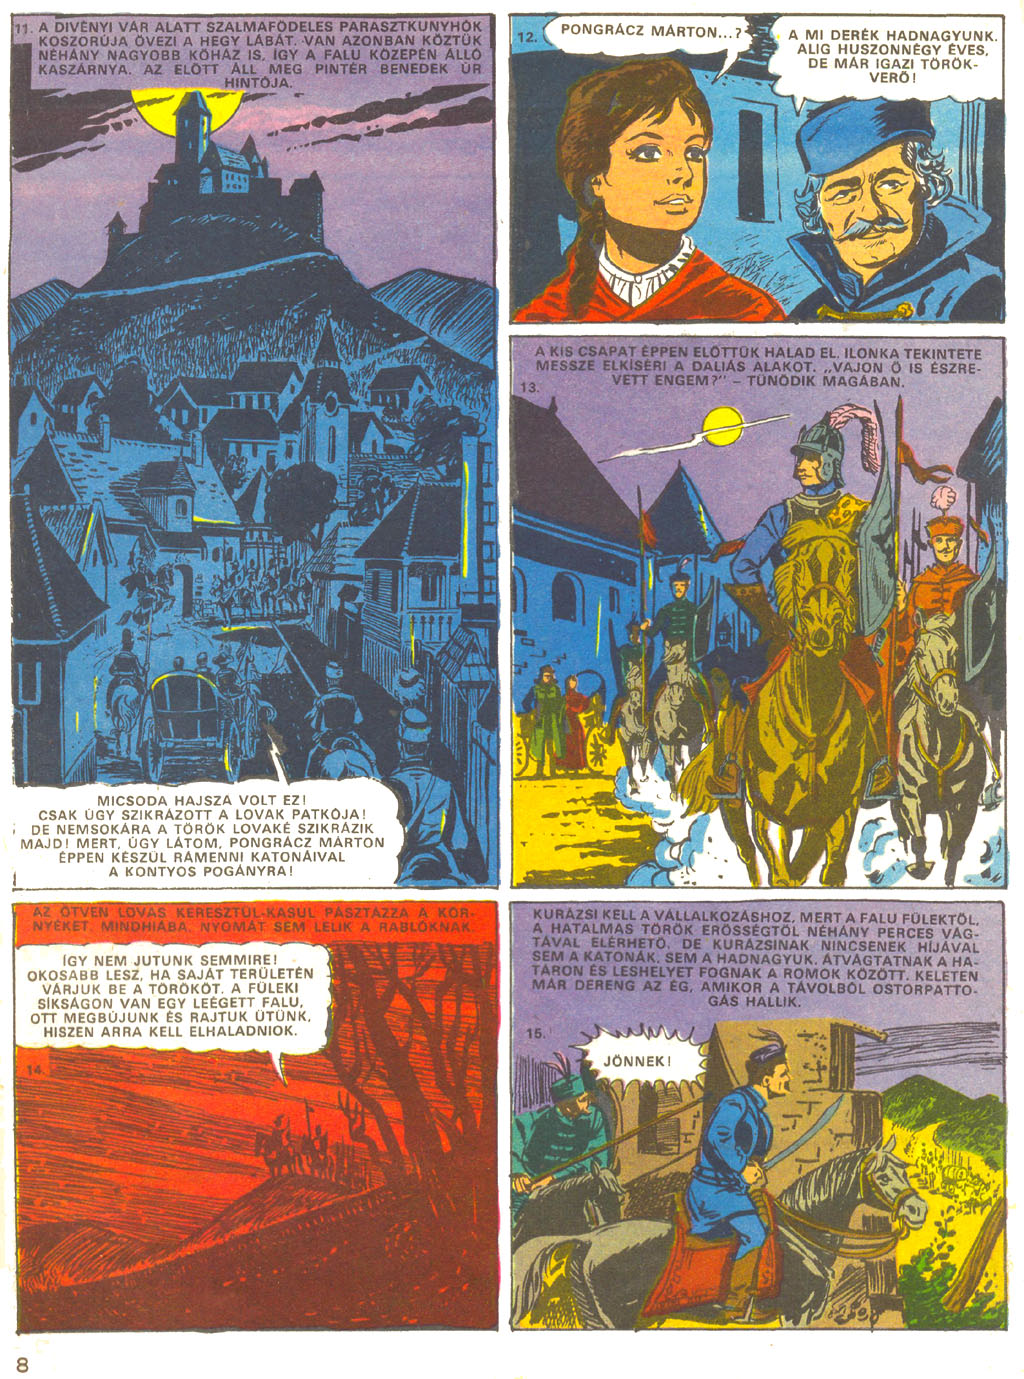 11. A DIVÉNYI VÁR ALATT SZALMAFÖDELES PARASZTKUNYHÓK
KOSZORÚJA ÖVEZI A HEGY LÁBÁT. VAN AZONBAN KÖZTÜK
NÉHÁNY NAGYOBB KŐHÁZ IS, ÍGY A FALU KÖZEPÉN ÁLLÓ
KASZÁRNYA. AZ ELŐTT ÁLL MEG PINTÉR BENEDEK ÚR
HINTÓJA.
MICSODA HAJSZA VOLT EZ!
CSAK ÚGY SZIKRÁZOTT A LOVAK PATKÓJA!
DE NEMSOKÁRA A TÖRÖK LOVAKÉ SZIKRÁZIK
MAJD! MERT, ÚGY LÁTOM, PONGRÁCZ MÁRTON
ÉPPEN KÉSZÜL RÁMENNI KATONÁIVAL
A KONTYOS POGÁNYRA!
12.
PONGRÁCZ MÁRTON...?
A MI DERÉK HADNAGYUNK.
ALIG HUSZONNÉGY ÉVES,
DE MÁR IGAZI TÖRÖK-
VERŐ!
A KIS CSAPAT ÉPPEN ELŐTTÜK HALAD EL. ILONKA TEKINTETE
MESSZE ELKÍSÉRI A DALIÁS ALAKOT. „VAJON Ő IS ÉSZRE-
VETT ENGEM?" – TŰNŐDIK MAGÁBAN.
13.
AZ ÖTVEN LOVAS KERESZTÜL-KASUL PÁSZTÁZZA A KÖR-
NYÉKET. MINDHIÁBA, NYOMÁT SEM LELIK A RABLÓKNAK.
ÍGY NEM JUTUNK SEMMIRE!
OKOSABB LESZ, HA SAJÁT TERÜLETÉN
VÁRJUK BE A TÖRÖKÖT. A FÜLEKI
SÍKSÁGON VAN EGY LEÉGETT FALU,
OTT MEGBÚJUNK ÉS RAJTUK ÜTÜNK,
HISZEN ARRA KELL ELHALADNIOK.
14.
KURÁZSI KELL A VÁLLALKOZÁSHOZ, MERT A FALU FÜLEKTŐL,
A HATALMAS TÖRÖK ERŐSSÉGTŐL NÉHÁNY PERCES VÁG-
TÁVAL ELÉRHETŐ. DE KURÁZSINAK NINCSENEK HÍJÁVAL
SEM A KATONÁK, SEM A HADNAGYUK. ÁTVÁGTATNAK A HA-
TÁRON ÉS LESHELYET FOGNAK A ROMOK KÖZÖTT. KELETEN
MÁR DERENG AZ ÉG, AMIKOR A TÁVOLBÓL OSTORPATTO-
GÁS HALLIK.
15.
JÖNNEK!
8